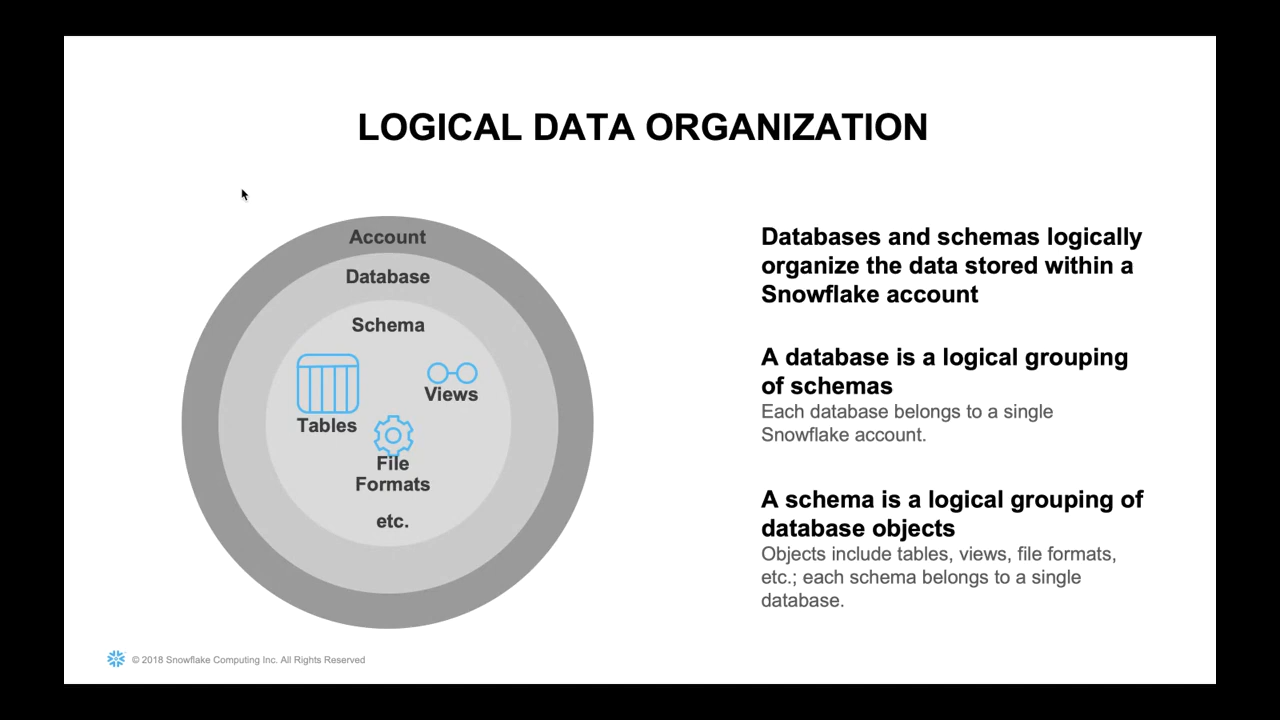 LOGICAL DATA ORGANIZATION
Account
Database
Schema
Tables
Views
File
Formats
etc.
Databases and schemas logically
organize the data stored within a
Snowflake account
A database is a logical grouping
of schemas
Each database belongs to a single
Snowflake account.
A schema is a logical grouping of
database objects
Objects include tables, views, file formats,
etc.; each schema belongs to a single
database.
© 2018 Snowflake Computing Inc. All Rights Reserved